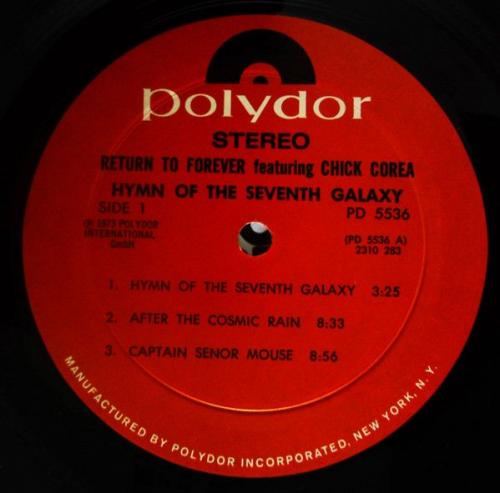 polydor
STEREO
RETURN TO FOREVER featuring CHICK COREA
HYMN OF THE SEVENTH GALAXY
SIDE 1
PD 5536
℗ 1973 POLYDOR
INTERNATIONAL
GmbH
(PD 5536 A)
2310 283
1. HYMN OF THE SEVENTH GALAXY 3:25
2. AFTER THE COSMIC RAIN 8:33
3. CAPTAIN SENOR MOUSE 8:56
MANUFACTURED BY POLYDOR INCORPORATED, NEW YORK, N. Y.